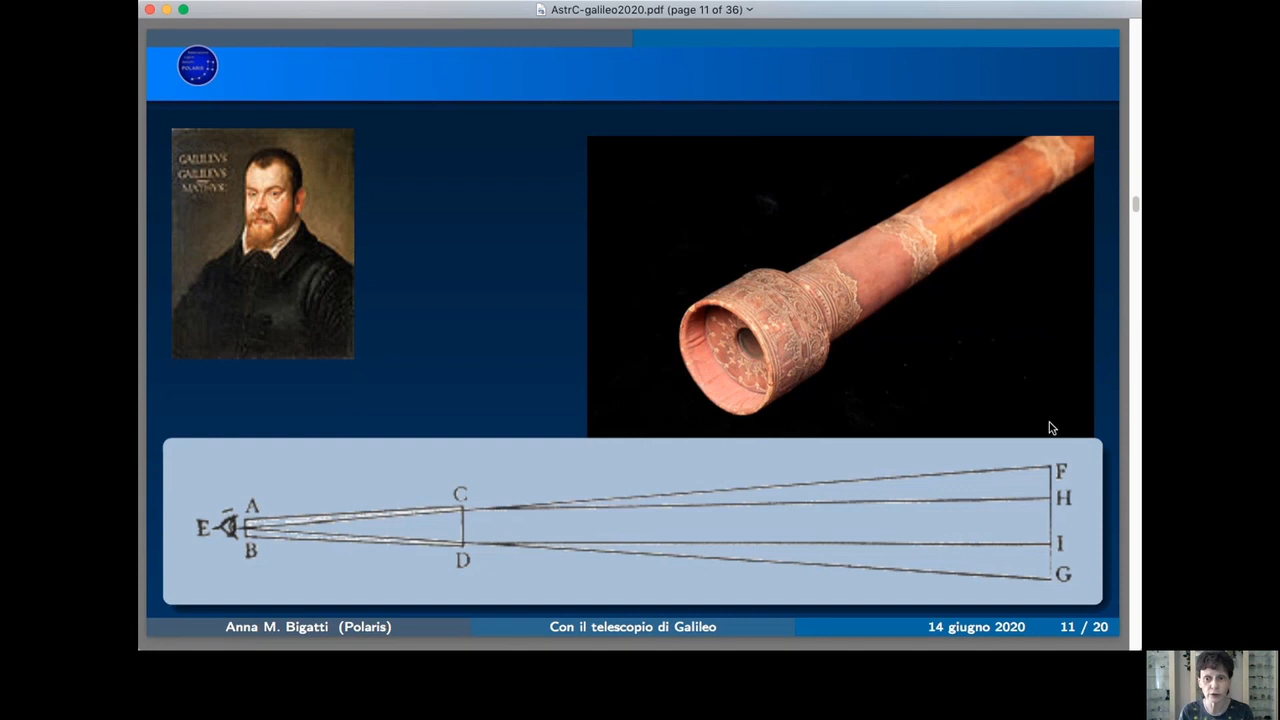 AstrC-galileo2020.pdf (page 11 of 36)
POLARIS
GALILEVS
GALILEVS
MATHVS:
A
B
C
D
E
F
H
I
G
Anna M. Bigatti (Polaris)
Con il telescopio di Galileo
14 giugno 2020
11 / 20